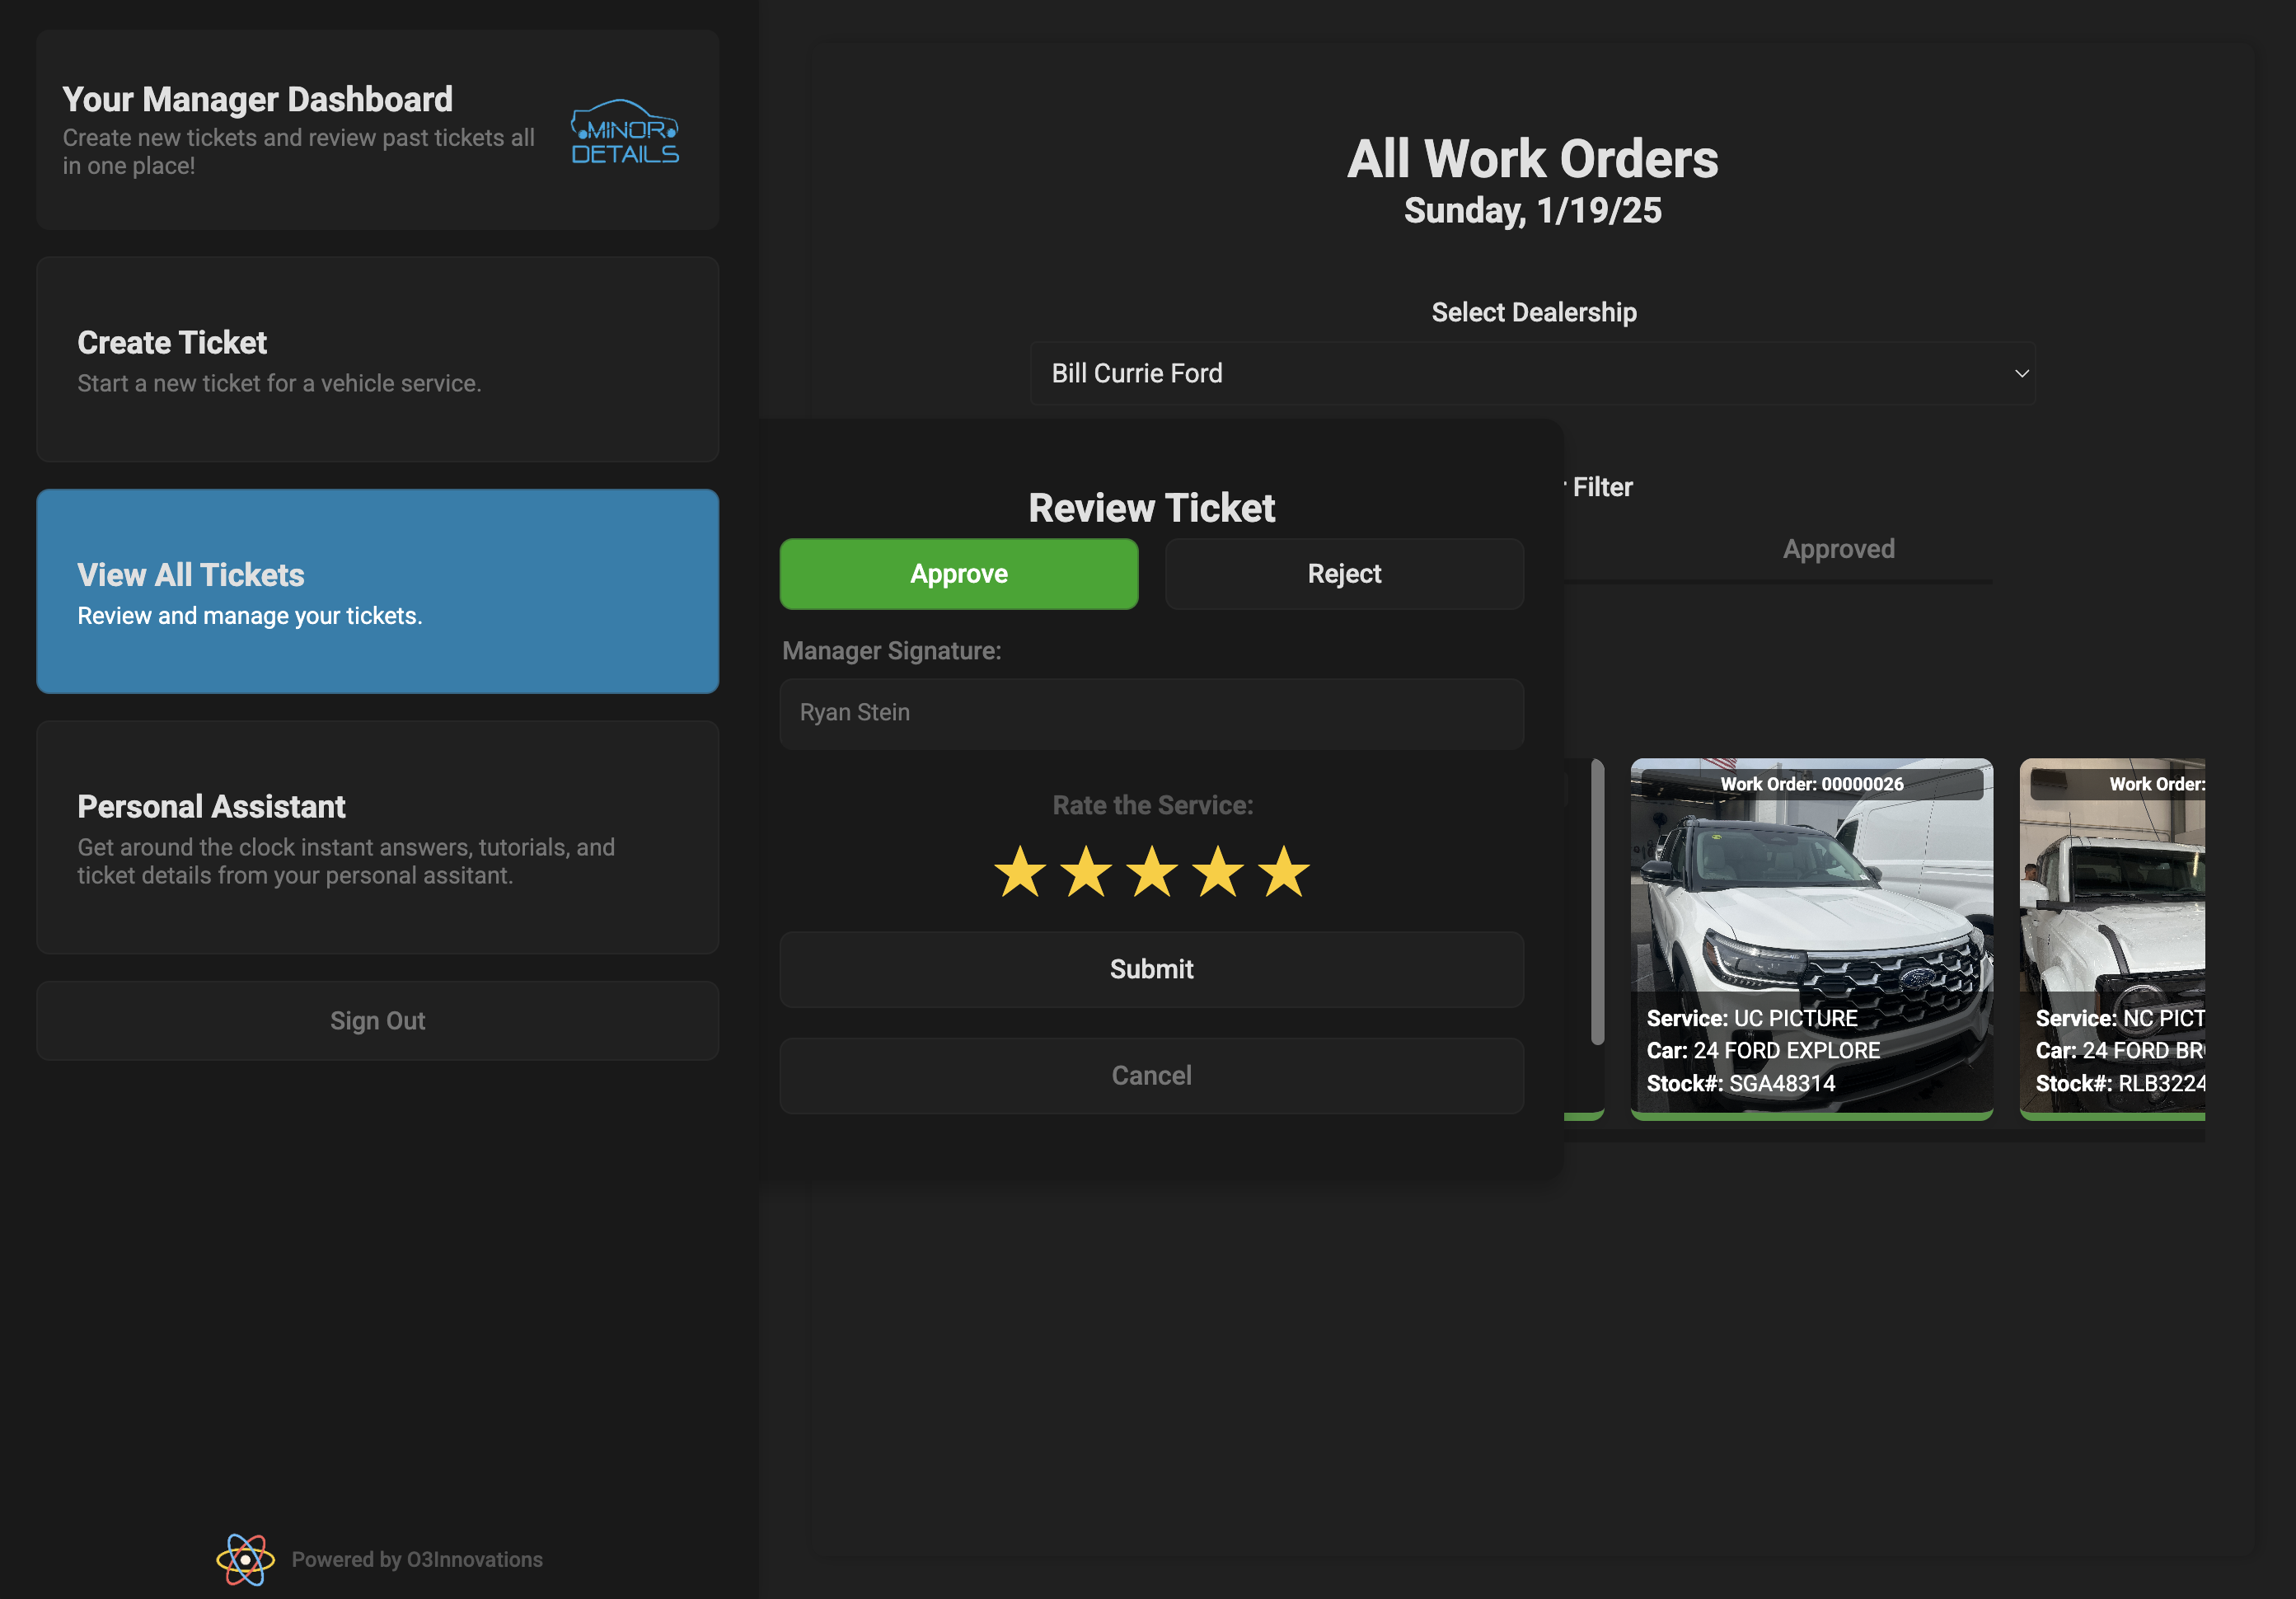 Your Manager Dashboard
Create new tickets and review past tickets all
in one place!
MINOR
DETAILS
Create Ticket
Start a new ticket for a vehicle service.
View All Tickets
Review and manage your tickets.
Personal Assistant
Get around the clock instant answers, tutorials, and
ticket details from your personal assitant.
Sign Out
Powered by O3Innovations
All Work Orders
Sunday, 1/19/25
Select Dealership
Bill Currie Ford
Filter
Approved
Review Ticket
Approve
Reject
Manager Signature:
Ryan Stein
Rate the Service:
Submit
Cancel
Work Order: 00000026
Service: UC PICTURE
Car: 24 FORD EXPLORE
Stock#: SGA48314
Work Order:
Service: NC PICT
Car: 24 FORD BR
Stock#: RLB3224